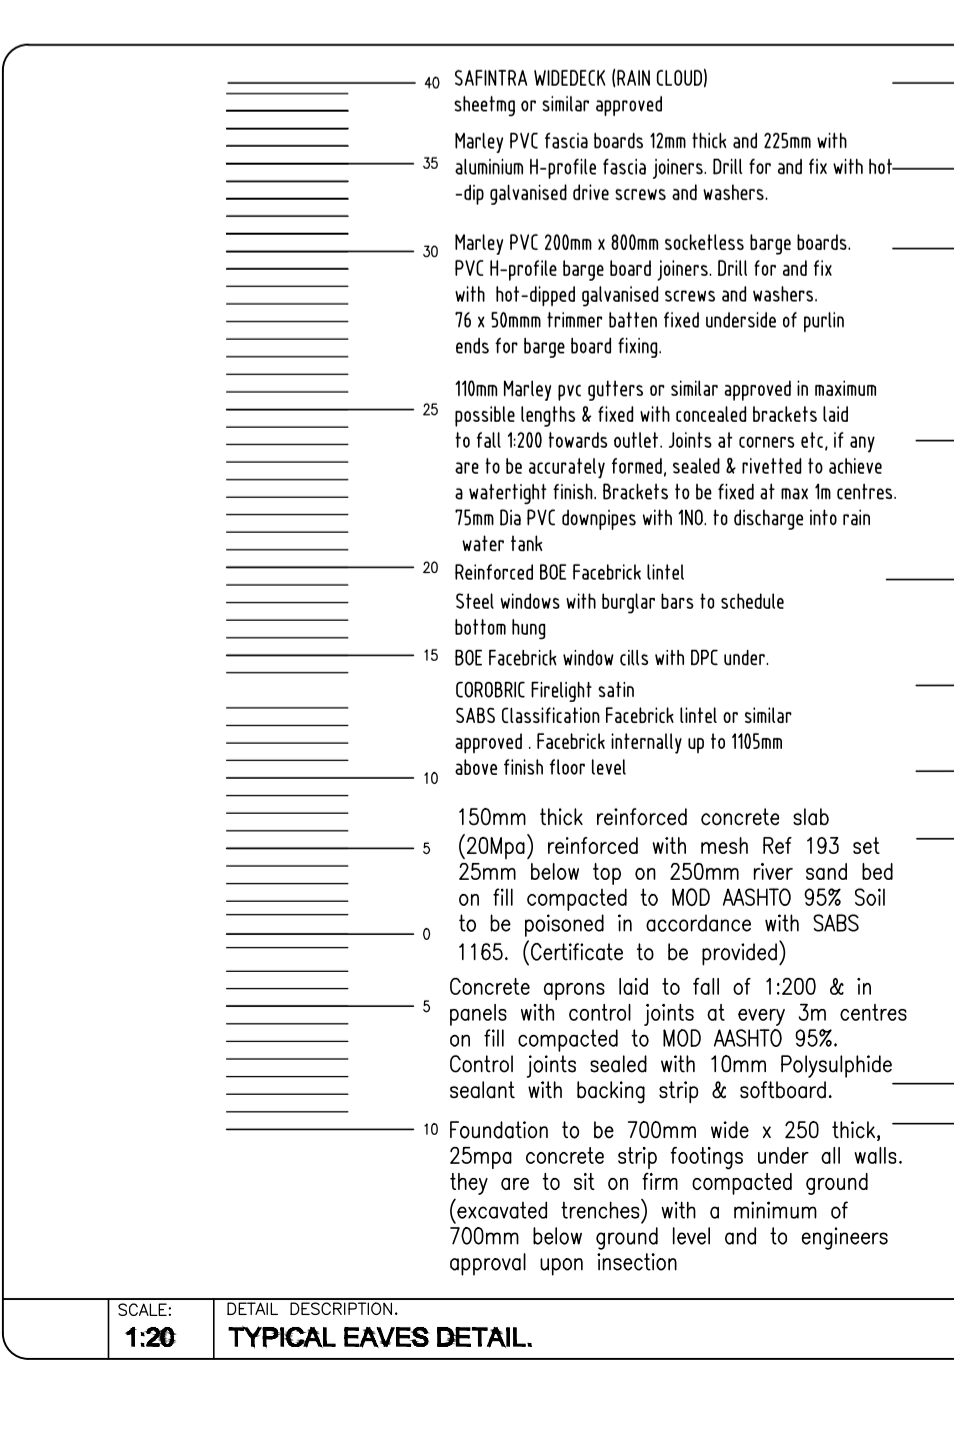 40 SAFINTRA WIDEDECK (RAIN CLOUD)
sheetmg or similar approved
Marley PVC fascia boards 12mm thick and 225mm with
35 aluminium H-profile fascia joiners. Drill for and fix with hot
-dip galvanised drive screws and washers.
30 Marley PVC 200mm x 800mm socketless barge boards.
PVC H-profile barge board joiners. Drill for and fix
with hot-dipped galvanised screws and washers.
76 x 50mmm trimmer batten fixed underside of purlin
ends for barge board fixing.
110mm Marley pvc gutters or similar approved in maximum
25 possible lengths & fixed with concealed brackets laid
to fall 1:200 towards outlet. Joints at corners etc, if any
are to be accurately formed, sealed & rivetted to achieve
a watertight finish. Brackets to be fixed at max 1m centres.
75mm Dia PVC downpipes with 1NO. to discharge into rain
water tank
20 Reinforced BOE Facebrick lintel
Steel windows with burglar bars to schedule
bottom hung
15 BOE Facebrick window cills with DPC under.
COROBRIC Firelight satin
SABS Classification Facebrick lintel or similar
approved . Facebrick internally up to 1105mm
10 above finish floor level
150mm thick reinforced concrete slab
5 (20Mpa) reinforced with mesh Ref 193 set
25mm below top on 250mm river sand bed
on fill compacted to MOD AASHTO 95% Soil
0 to be poisoned in accordance with SABS
1165. (Certificate to be provided)
Concrete aprons laid to fall of 1:200 & in
5 panels with control joints at every 3m centres
on fill compacted to MOD AASHTO 95%.
Control joints sealed with 10mm Polysulphide
sealant with backing strip & softboard.
10 Foundation to be 700mm wide x 250 thick,
25mpa concrete strip footings under all walls.
they are to sit on firm compacted ground
(excavated trenches) with a minimum of
700mm below ground level and to engineers
approval upon insection
SCALE: DETAIL DESCRIPTION.
1:20 TYPICAL EAVES DETAIL.